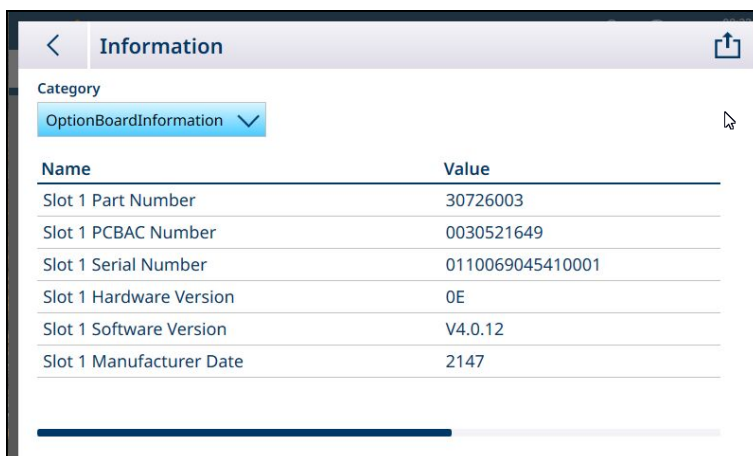 Information
Category
OptionBoardInformation
Name Value
Slot 1 Part Number 30726003
Slot 1 PCBAC Number 0030521649
Slot 1 Serial Number 0110069045410001
Slot 1 Hardware Version 0E
Slot 1 Software Version V4.0.12
Slot 1 Manufacturer Date 2147